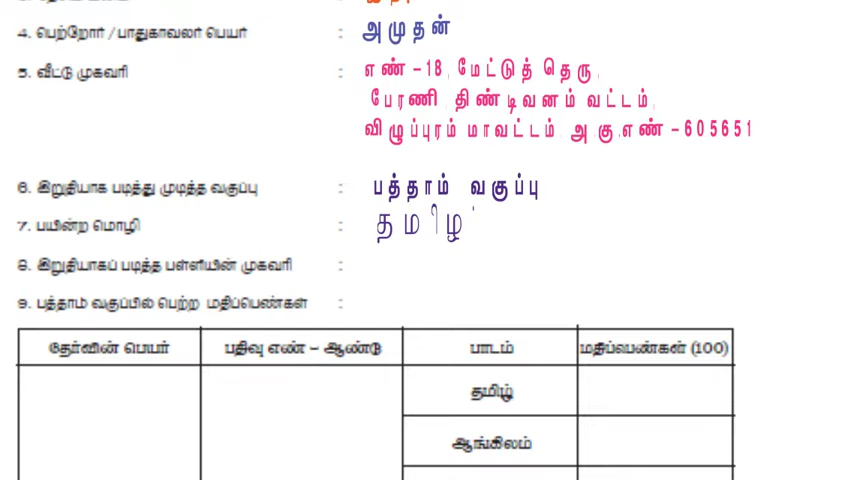 4. பெற்றோர் / பாதுகாவலர் பெயர் : அமுதன்
5. வீட்டு முகவரி : எண் -18, மேட்டுத் தெரு,
பேரணி, திண்டிவனம் வட்டம்,
விழுப்புரம் மாவட்டம், அ.கு.எண் -605651
6. இறுதியாக படித்து முடித்த வகுப்பு : பத்தாம் வகுப்பு
7. பயின்ற மொழி : தமிழ்
8. இறுதியாகப் படித்த பள்ளியின் முகவரி :
9. பத்தாம் வகுப்பில் பெற்ற மதிப்பெண்கள் :
தேர்வின் பெயர் பதிவு எண் – ஆண்டு பாடம் மதிப்பெண்கள் (100)
தமிழ்
ஆங்கிலம்